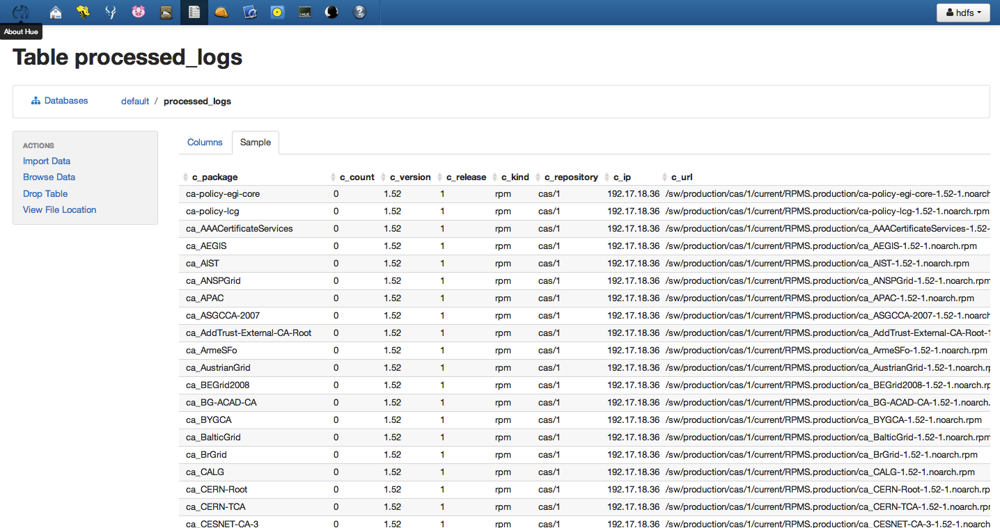 hdfs
About Hue
Table processed_logs
Databases default / processed_logs
ACTIONS
Import Data
Browse Data
Drop Table
View File Location
Columns Sample
c_package c_count c_version c_release c_kind c_repository c_ip c_url
ca-policy-egi-core 0 1.52 1 rpm cas/1 192.17.18.36 /sw/production/cas/1/current/RPMS.production/ca-policy-egi-core-1.52-1.noarch
ca-policy-lcg 0 1.52 1 rpm cas/1 192.17.18.36 /sw/production/cas/1/current/RPMS.production/ca-policy-lcg-1.52-1.noarch.rpm
ca_AAACertificateServices 0 1.52 1 rpm cas/1 192.17.18.36 /sw/production/cas/1/current/RPMS.production/ca_AAACertificateServices-1.52-
ca_AEGIS 0 1.52 1 rpm cas/1 192.17.18.36 /sw/production/cas/1/current/RPMS.production/ca_AEGIS-1.52-1.noarch.rpm
ca_AIST 0 1.52 1 rpm cas/1 192.17.18.36 /sw/production/cas/1/current/RPMS.production/ca_AIST-1.52-1.noarch.rpm
ca_ANSPGrid 0 1.52 1 rpm cas/1 192.17.18.36 /sw/production/cas/1/current/RPMS.production/ca_ANSPGrid-1.52-1.noarch.rpm
ca_APAC 0 1.52 1 rpm cas/1 192.17.18.36 /sw/production/cas/1/current/RPMS.production/ca_APAC-1.52-1.noarch.rpm
ca_ASGCCA-2007 0 1.52 1 rpm cas/1 192.17.18.36 /sw/production/cas/1/current/RPMS.production/ca_ASGCCA-2007-1.52-1.noarch
ca_AddTrust-External-CA-Root 0 1.52 1 rpm cas/1 192.17.18.36 /sw/production/cas/1/current/RPMS.production/ca_AddTrust-External-CA-Root-1
ca_ArmeSFo 0 1.52 1 rpm cas/1 192.17.18.36 /sw/production/cas/1/current/RPMS.production/ca_ArmeSFo-1.52-1.noarch.rpm
ca_AustrianGrid 0 1.52 1 rpm cas/1 192.17.18.36 /sw/production/cas/1/current/RPMS.production/ca_AustrianGrid-1.52-1.noarch.rp
ca_BEGrid2008 0 1.52 1 rpm cas/1 192.17.18.36 /sw/production/cas/1/current/RPMS.production/ca_BEGrid2008-1.52-1.noarch.rp
ca_BG-ACAD-CA 0 1.52 1 rpm cas/1 192.17.18.36 /sw/production/cas/1/current/RPMS.production/ca_BG-ACAD-CA-1.52-1.noarch.
ca_BYGCA 0 1.52 1 rpm cas/1 192.17.18.36 /sw/production/cas/1/current/RPMS.production/ca_BYGCA-1.52-1.noarch.rpm
ca_BalticGrid 0 1.52 1 rpm cas/1 192.17.18.36 /sw/production/cas/1/current/RPMS.production/ca_BalticGrid-1.52-1.noarch.rpm
ca_BrGrid 0 1.52 1 rpm cas/1 192.17.18.36 /sw/production/cas/1/current/RPMS.production/ca_BrGrid-1.52-1.noarch.rpm
ca_CALG 0 1.52 1 rpm cas/1 192.17.18.36 /sw/production/cas/1/current/RPMS.production/ca_CALG-1.52-1.noarch.rpm
ca_CERN-Root 0 1.52 1 rpm cas/1 192.17.18.36 /sw/production/cas/1/current/RPMS.production/ca_CERN-Root-1.52-1.noarch.rp
ca_CERN-TCA 0 1.52 1 rpm cas/1 192.17.18.36 /sw/production/cas/1/current/RPMS.production/ca_CERN-TCA-1.52-1.noarch.rpm
ca_CESNET-CA-3 0 1.52 1 rpm cas/1 192.17.18.36 /sw/production/cas/1/current/RPMS.production/ca_CESNET-CA-3-1.52-1.noarch